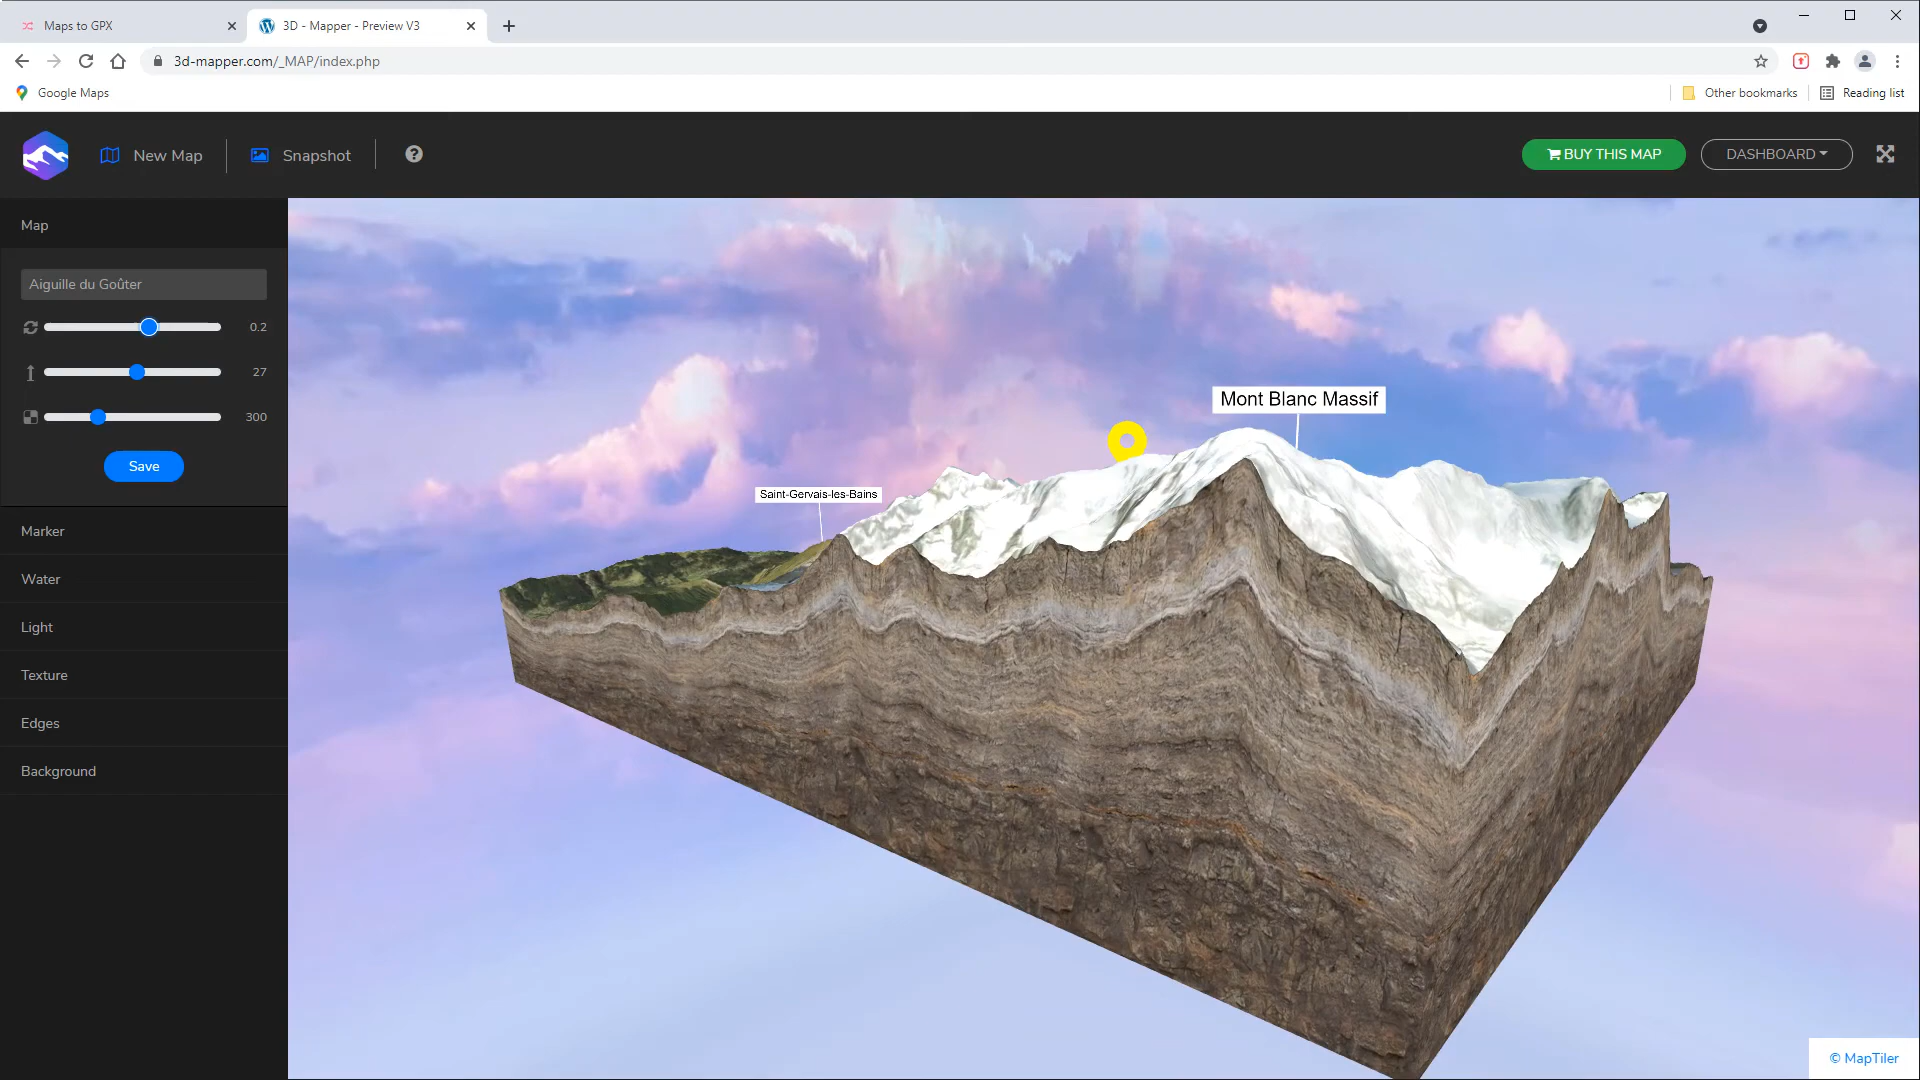 Maps to GPX
3D - Mapper - Preview V3
3d-mapper.com/_MAP/index.php
Google Maps
Other bookmarks
Reading list
New Map
Snapshot
BUY THIS MAP
DASHBOARD
Map
Aiguille du Goûter
0.2
27
300
Save
Marker
Water
Light
Texture
Edges
Background
Mont Blanc Massif
Saint-Gervais-les-Bains
© MapTiler